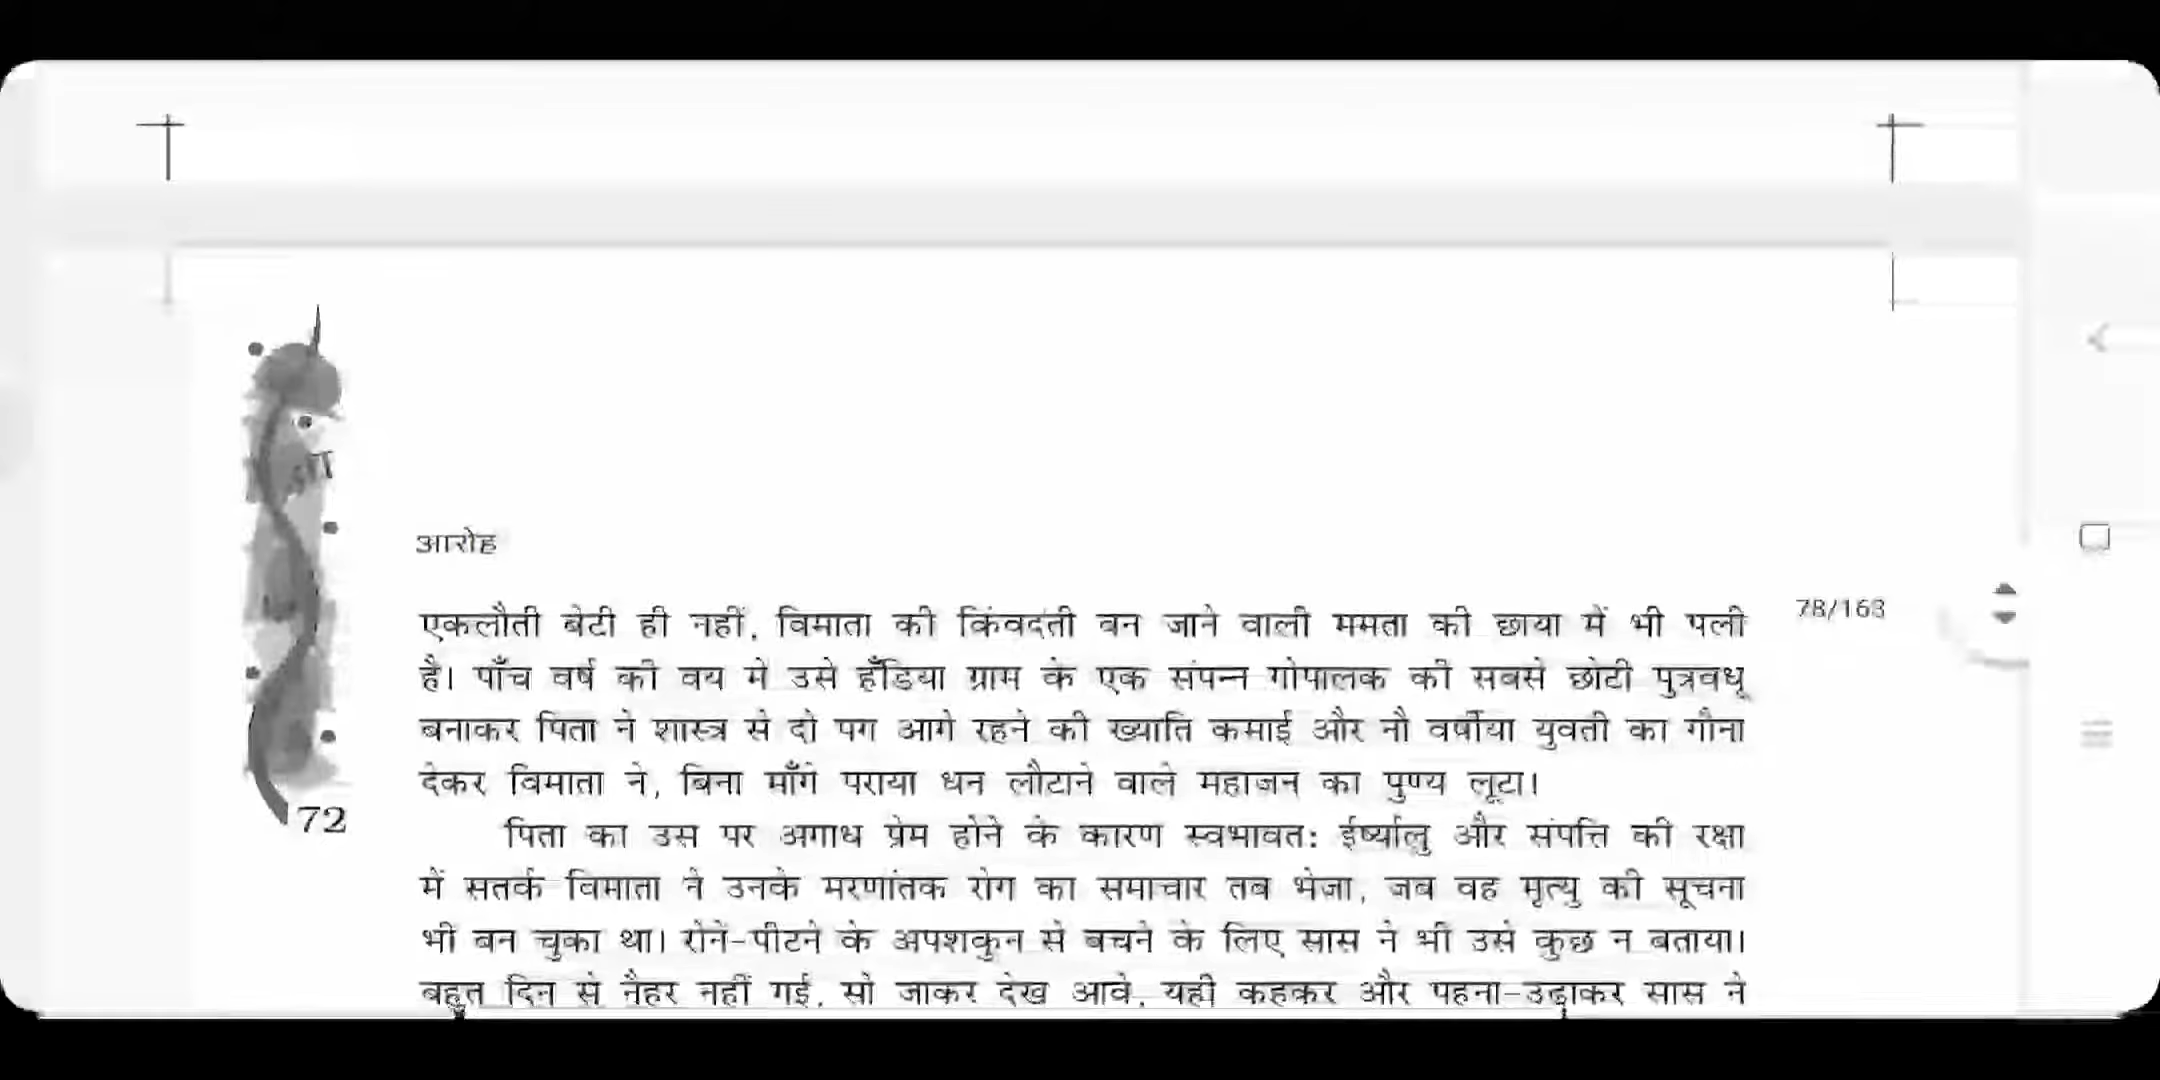 आरोह
एकलौती बेटी ही नहीं, विमाता की किंवदंती बन जाने वाली ममता की छाया में भी पली
78/163
है। पाँच वर्ष की वय में उसे हँडिया ग्राम के एक संपन्न गोपालक की सबसे छोटी पुत्रवधू
बनाकर पिता ने शास्त्र से दो पग आगे रहने की ख्याति कमाई और नौ वर्षीया युवती का गौना
देकर विमाता ने, बिना माँगे पराया धन लौटाने वाले महाजन का पुण्य लूटा।
72
पिता का उस पर अगाध प्रेम होने के कारण स्वभावतः ईर्ष्यालु और संपत्ति की रक्षा
में सतर्क विमाता ने उनके मरणांतक रोग का समाचार तब भेजा, जब वह मृत्यु की सूचना
भी बन चुका था। रोने-पीटने के अपशकुन से बचने के लिए सास ने भी उसे कुछ न बताया।
बहुत दिन से नैहर नहीं गई, सो जाकर देख आवे, यही कहकर और पहना-उढ़ाकर सास ने